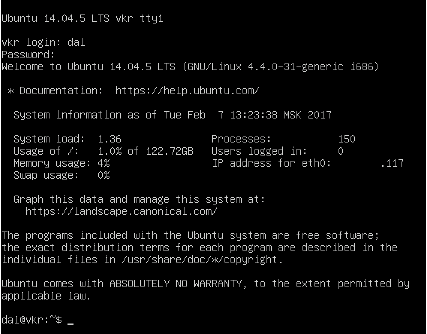 Ubuntu 14.04.5 LTS vkr tty1
vkr login: dal
Password:
Welcome to Ubuntu 14.04.5 LTS (GNU/Linux 4.4.0-31-generic i686)
* Documentation:  https://help.ubuntu.com/
System information as of Tue Feb  7 13:23:38 MSK 2017
System load:  1.36               Processes:           150
Usage of /:   1.0% of 122.72GB   Users logged in:     0
Memory usage: 4%                 IP address for eth0:        .117
Swap usage:   0%
Graph this data and manage this system at:
https://landscape.canonical.com/
The programs included with the Ubuntu system are free software;
the exact distribution terms for each program are described in the
individual files in /usr/share/doc/*/copyright.
Ubuntu comes with ABSOLUTELY NO WARRANTY, to the extent permitted by
applicable law.
dal@vkr:~$ _